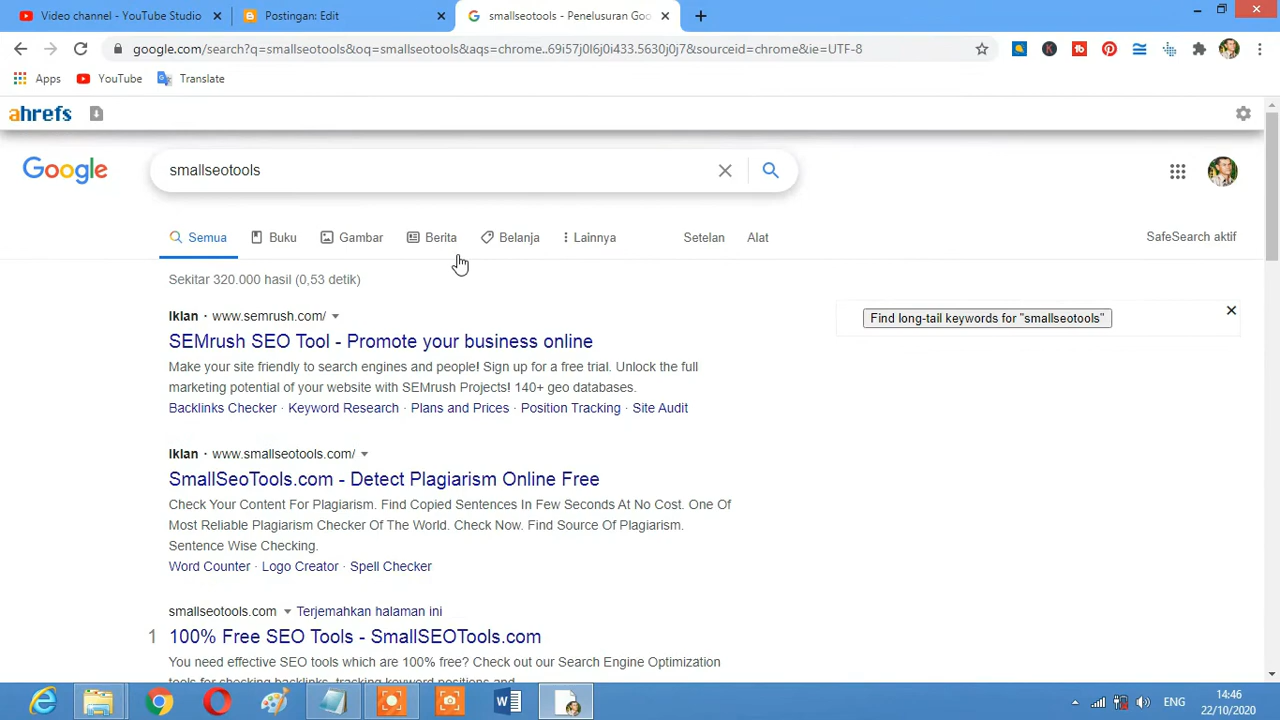 Video channel - YouTube Studio
Postingan: Edit
smallseotools - Penelusuran Goo
google.com/search?q=smallseotools&oq=smallseotools&aqs=chrome..69i57j0l6j0i433.5630j0j7&sourceid=chrome&ie=UTF-8
Apps YouTube Translate
ahrefs
Google smallseotools
Semua Buku Gambar Berita Belanja Lainnya Setelan Alat SafeSearch aktif
Sekitar 320.000 hasil (0,53 detik)
Iklan · www.semrush.com/
Find long-tail keywords for "smallseotools"
SEMrush SEO Tool - Promote your business online
Make your site friendly to search engines and people! Sign up for a free trial. Unlock the full
marketing potential of your website with SEMrush Projects! 140+ geo databases.
Backlinks Checker · Keyword Research · Plans and Prices · Position Tracking · Site Audit
Iklan · www.smallseotools.com/
SmallSeoTools.com - Detect Plagiarism Online Free
Check Your Content For Plagiarism. Find Copied Sentences In Few Seconds At No Cost. One Of
Most Reliable Plagiarism Checker Of The World. Check Now. Find Source Of Plagiarism.
Sentence Wise Checking.
Word Counter · Logo Creator · Spell Checker
smallseotools.com Terjemahkan halaman ini
1 100% Free SEO Tools - SmallSEOTools.com
You need effective SEO tools which are 100% free? Check out our Search Engine Optimization
tools for checking backlinks, tracking keyword positions and
ENG
14:46
22/10/2020